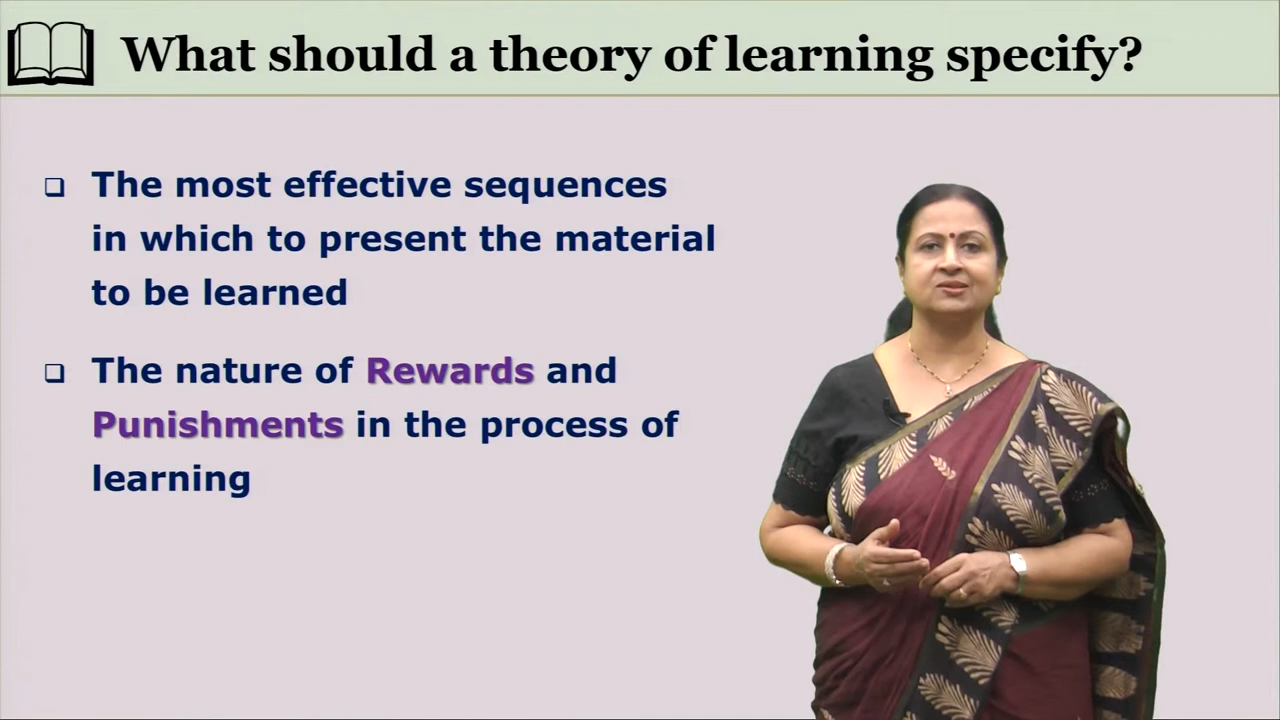 What should a theory of learning specify?
The most effective sequences
in which to present the material
to be learned
The nature of Rewards and
Punishments in the process of
learning